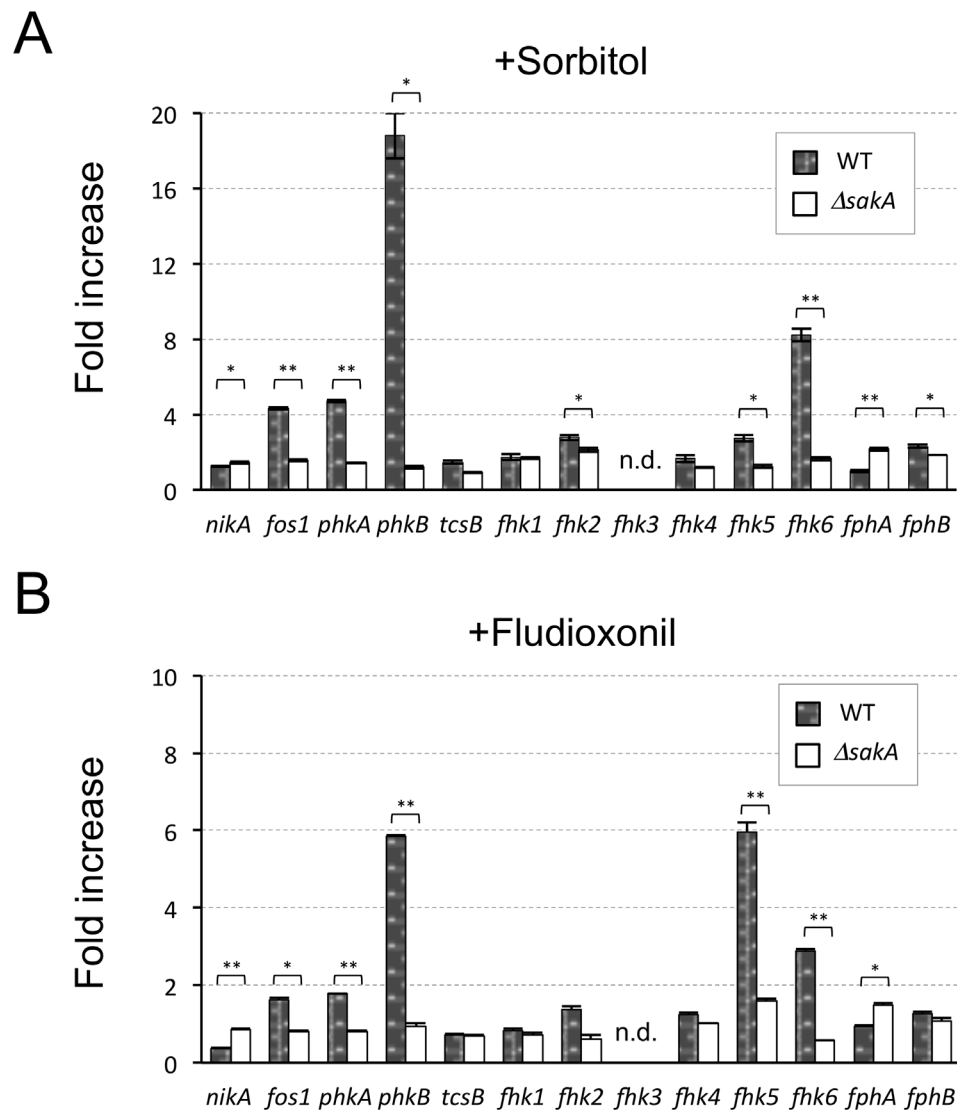 A
+Sorbitol
Fold increase
20
16
12
8
4
0
WT
ΔsakA
*
**
**
*
*
n.d.
*
**
**
*
nikA fos1 phkA phkB tcsB fhk1 fhk2 fhk3 fhk4 fhk5 fhk6 fphA fphB
B
+Fludioxonil
Fold increase
10
8
6
4
2
0
WT
ΔsakA
**
*
**
**
n.d.
**
**
*
nikA fos1 phkA phkB tcsB fhk1 fhk2 fhk3 fhk4 fhk5 fhk6 fphA fphB